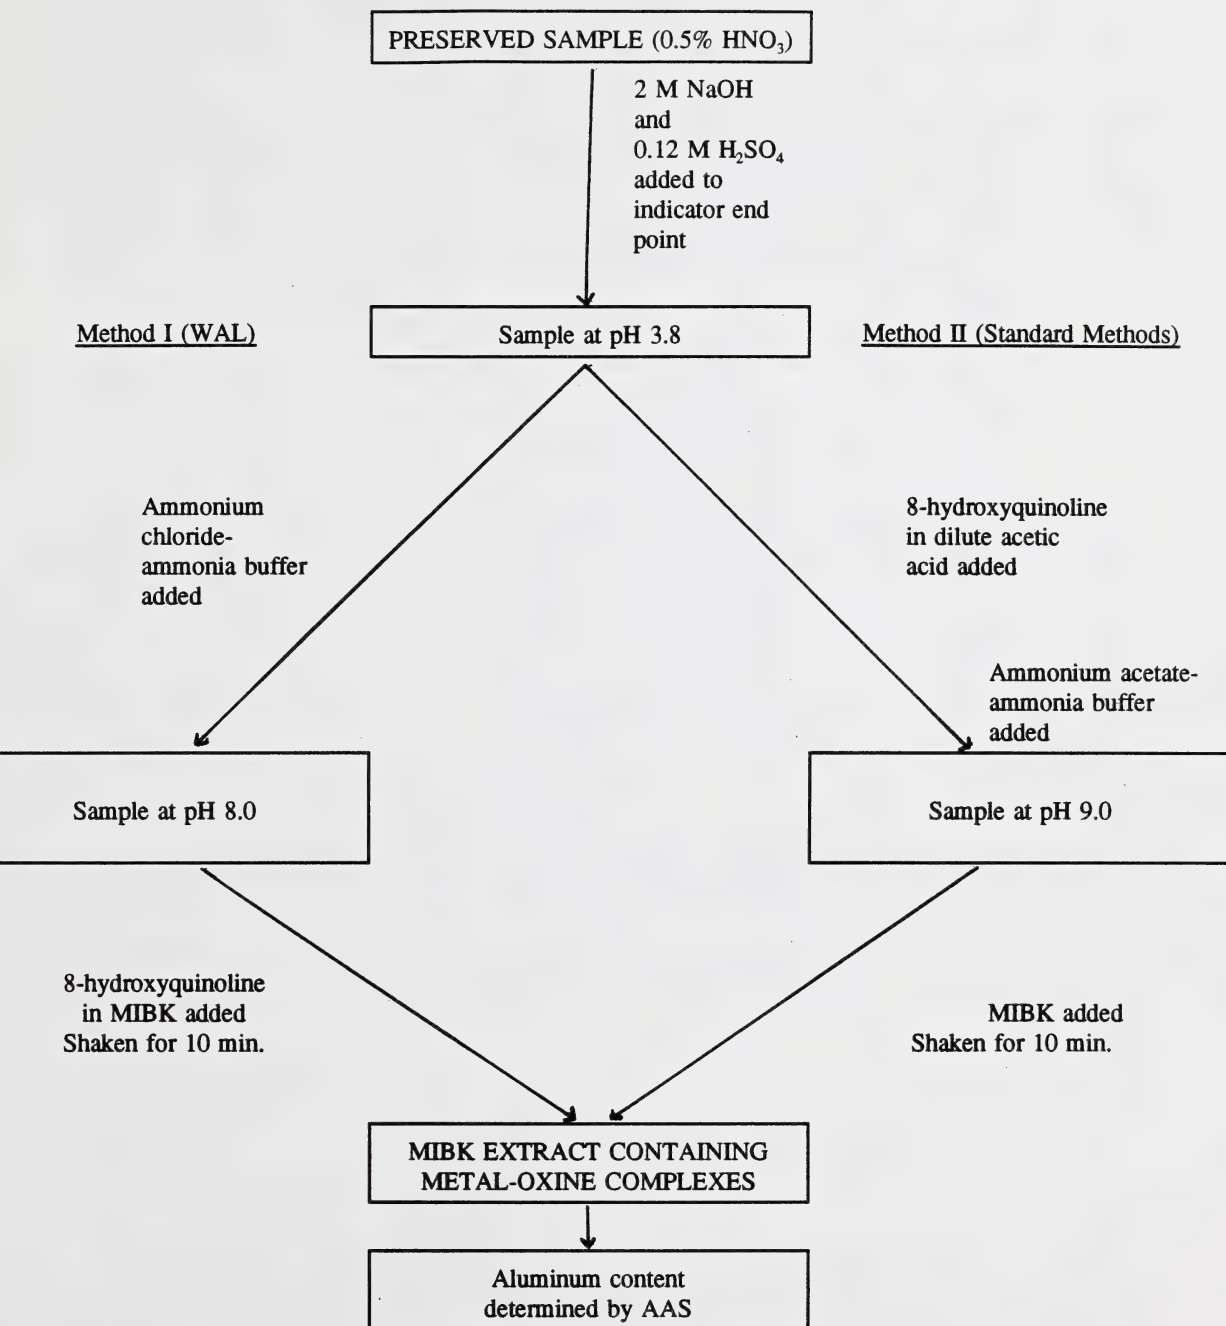 PRESERVED SAMPLE (0.5% HNO₃)
2 M NaOH
and
0.12 M H₂SO₄
added to
indicator end
point
Method I (WAL)
Sample at pH 3.8
Method II (Standard Methods)
Ammonium
chloride-
ammonia buffer
added
8-hydroxyquinoline
in dilute acetic
acid added
Ammonium acetate-
ammonia buffer
added
Sample at pH 8.0
Sample at pH 9.0
8-hydroxyquinoline
in MIBK added
Shaken for 10 min.
MIBK added
Shaken for 10 min.
MIBK EXTRACT CONTAINING
METAL-OXINE COMPLEXES
Aluminum content
determined by AAS